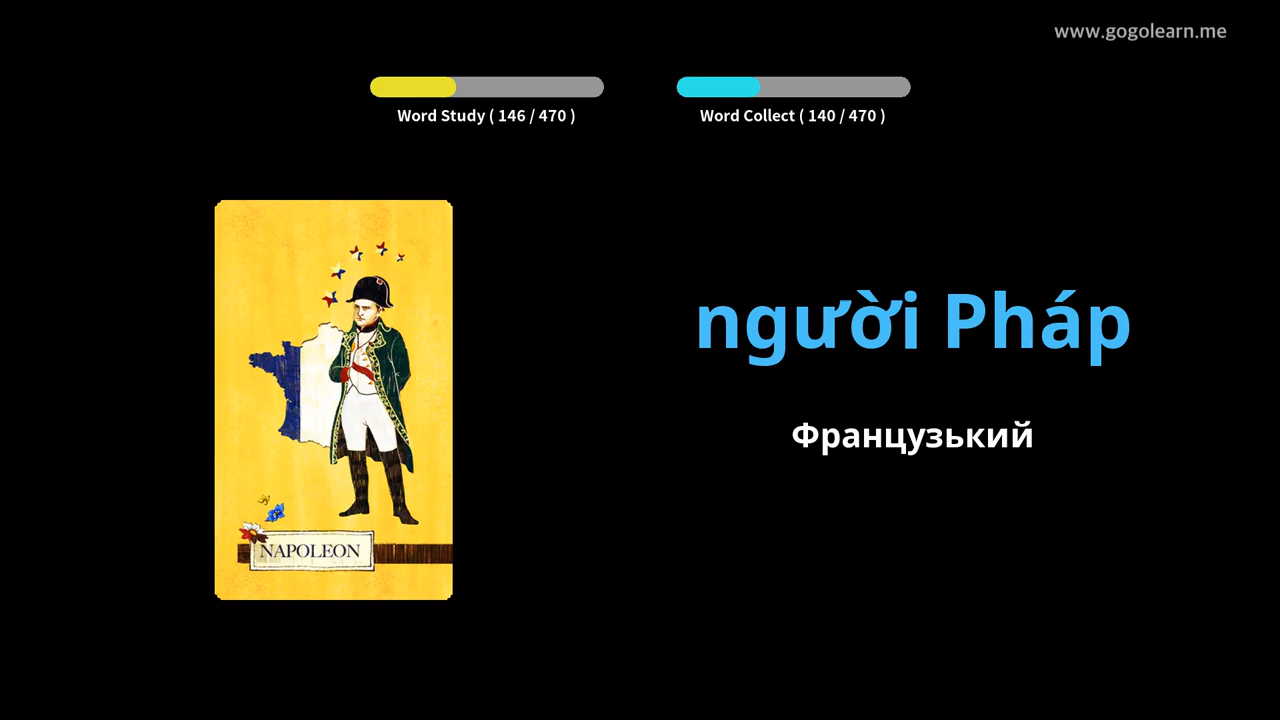 www.gogolearn.me
Word Study ( 146 / 470 )
Word Collect ( 140 / 470 )
người Pháp
Французький
NAPOLEON